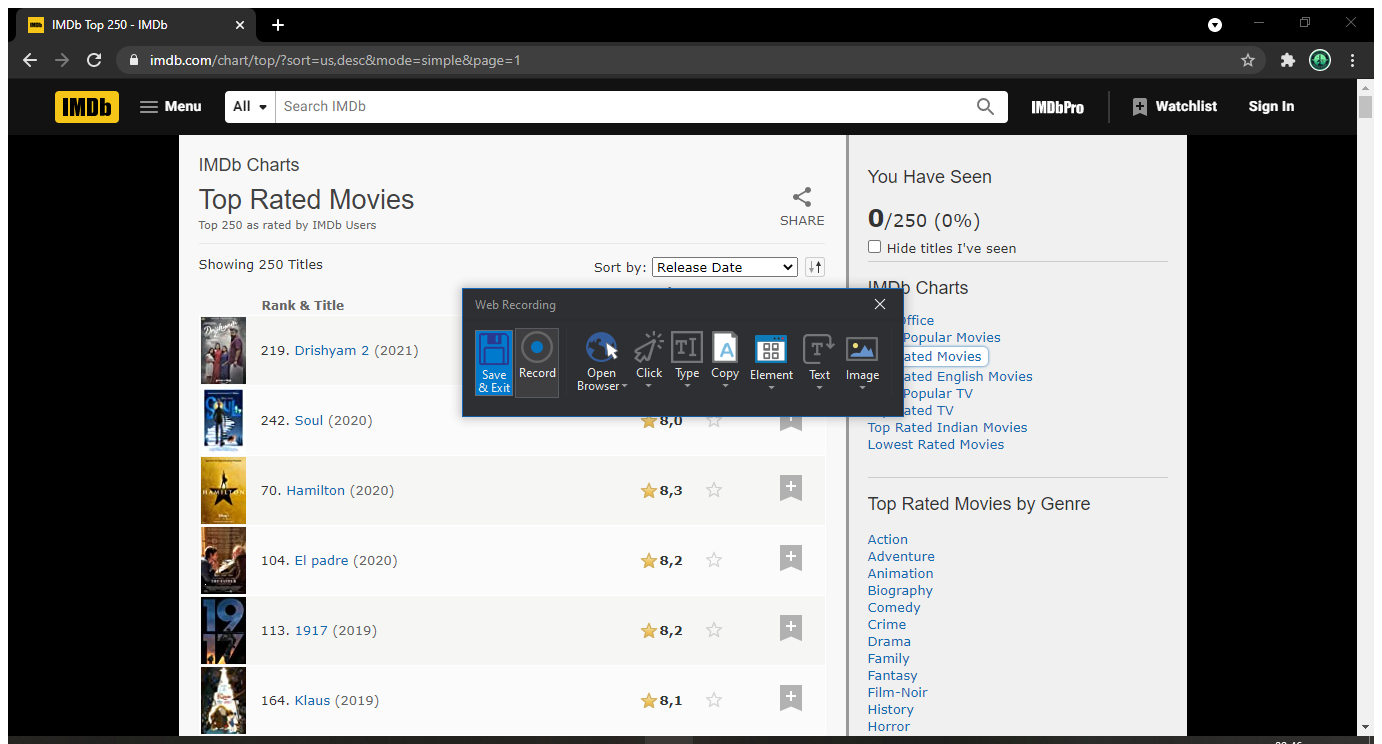 IMDb Top 250 - IMDb
imdb.com/chart/top/?sort=us,desc&mode=simple&page=1
IMDb Menu All Search IMDb IMDbPro Watchlist Sign In
IMDb Charts
Top Rated Movies
Top 250 as rated by IMDb Users
SHARE
Showing 250 Titles
Sort by: Release Date
Rank & Title
219. Drishyam 2 (2021)
242. Soul (2020) 8,0
70. Hamilton (2020) 8,3
104. El padre (2020) 8,2
113. 1917 (2019) 8,2
164. Klaus (2019) 8,1
Web Recording
Save & Exit
Record
Open Browser
Click
Type
Copy
Element
Text
Image
You Have Seen
0/250 (0%)
Hide titles I've seen
IMDb Charts
ffice
Popular Movies
ated Movies
ated English Movies
Popular TV
ated TV
Top Rated Indian Movies
Lowest Rated Movies
Top Rated Movies by Genre
Action
Adventure
Animation
Biography
Comedy
Crime
Drama
Family
Fantasy
Film-Noir
History
Horror